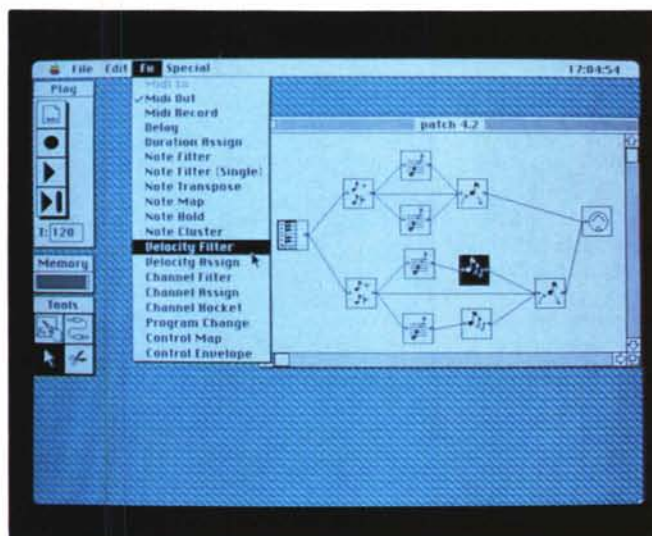 File Edit Fn Special 17:04:54
Play
I: 120
Memory
Tools
Midi In
✓Midi Out
Midi Record
Delay
Duration Assign
Note Filter
Note Filter (Single)
Note Transpose
Note Map
Note Hold
Note Cluster
Velocity Filter
Velocity Assign
Channel Filter
Channel Assign
Channel Hocket
Program Change
Control Map
Control Envelope
patch 4.2